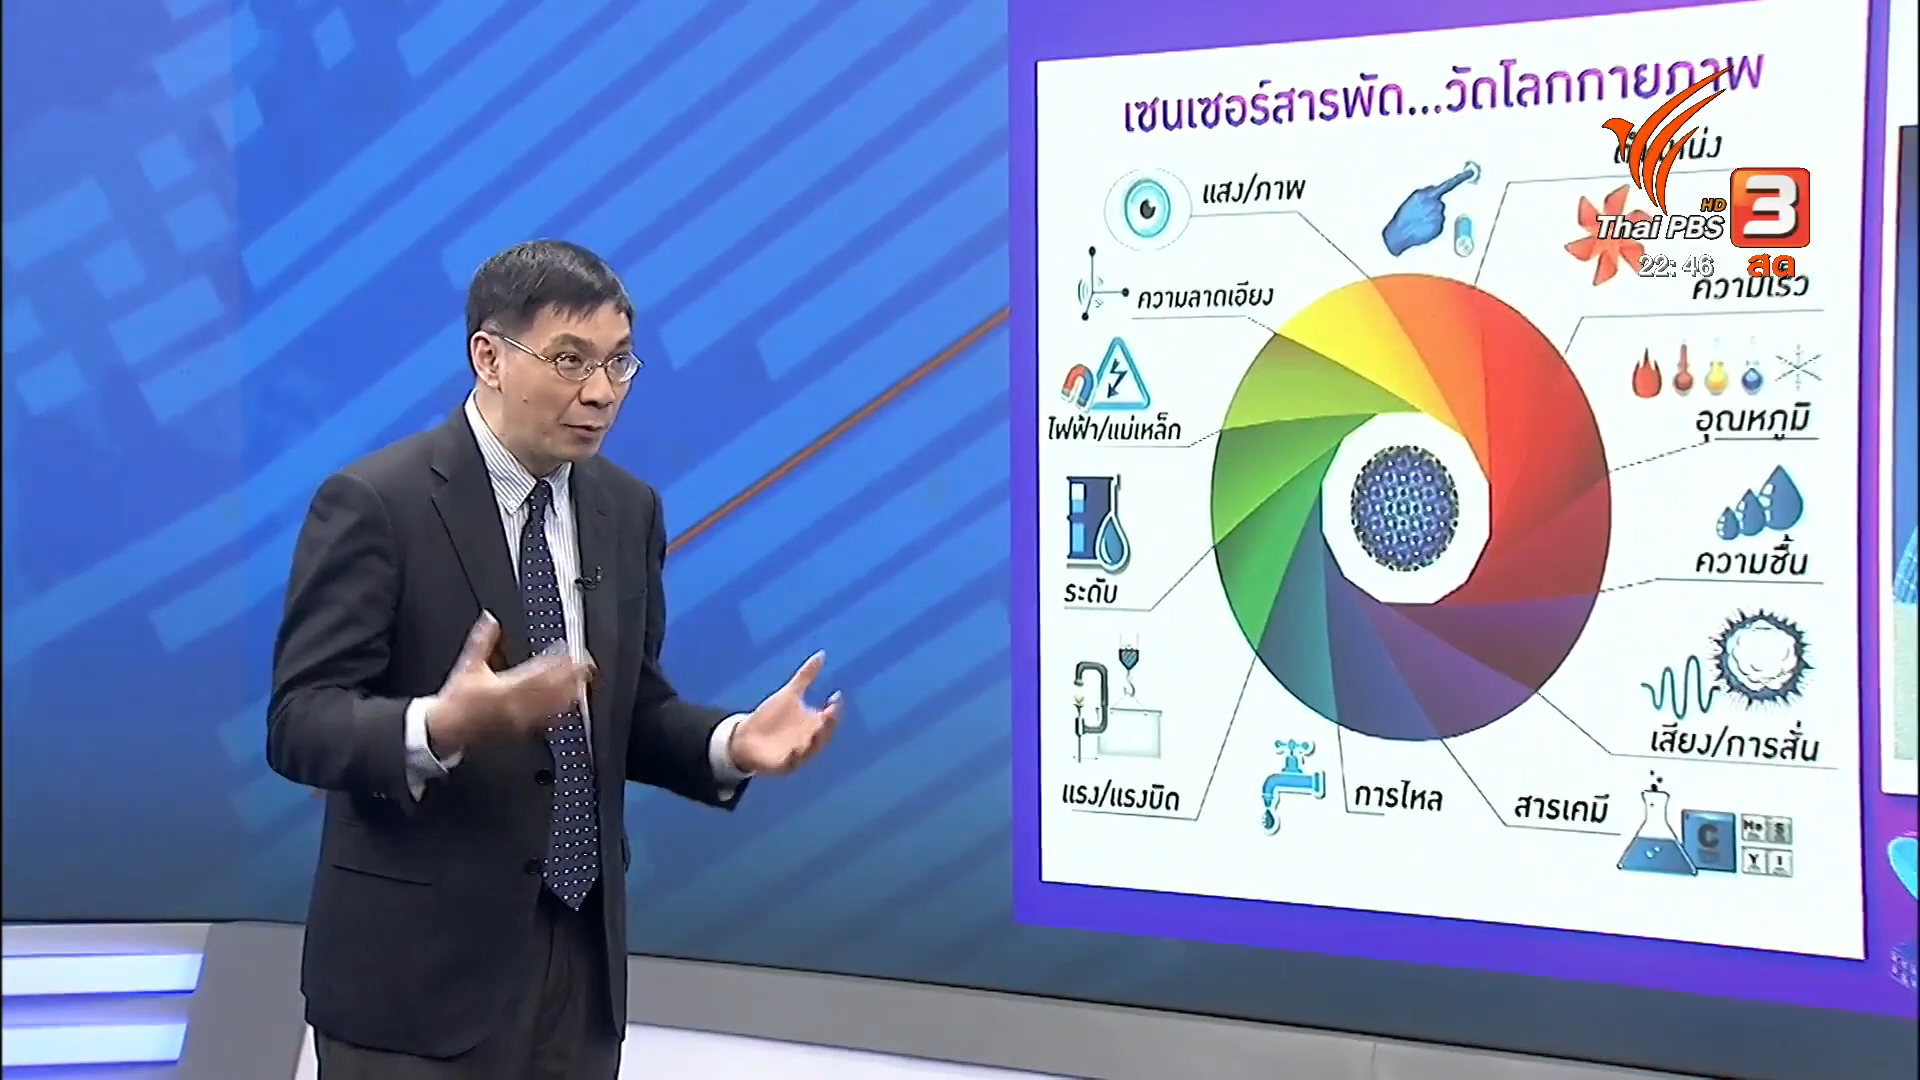 เซนเซอร์สารพัด...วัดโลกกายภาพ
แสง/ภาพ
HD
Thai PBS 3
22:46 สด
ความเร็ว
ความลาดเอียง
อุณหภูมิ
ไฟฟ้า/แม่เหล็ก
ความชื้น
ระดับ
เสียง/การสั่น
แรง/แรงบิด
การไหล
สารเคมี
C
S
Y I